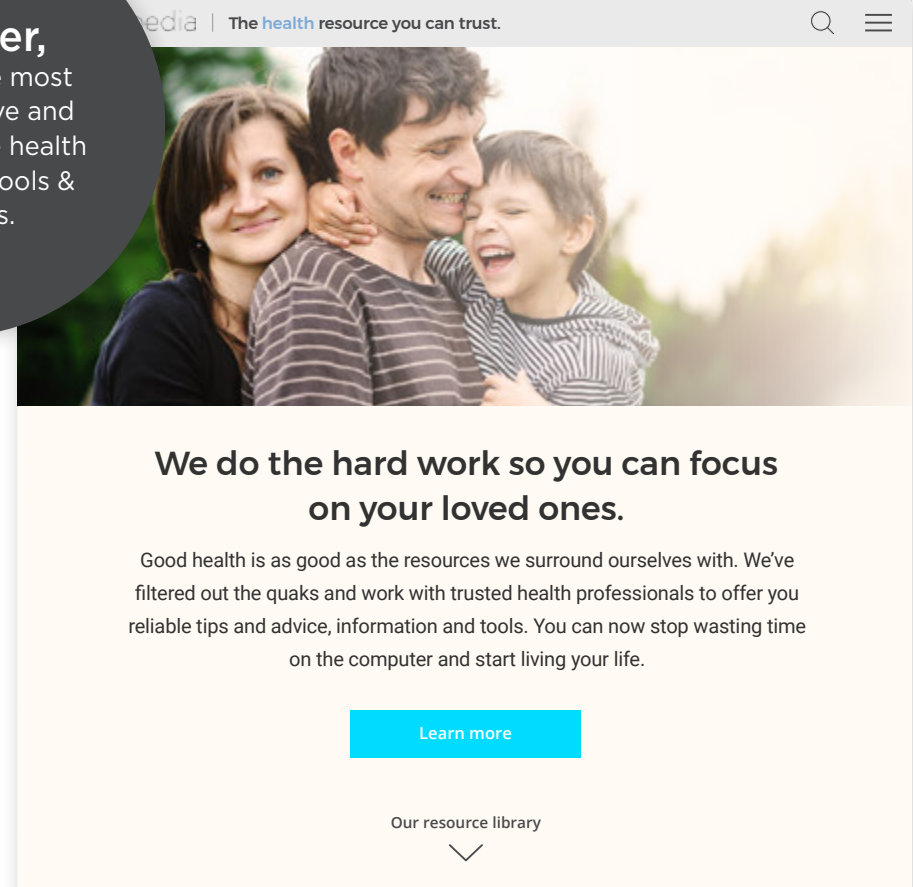 edia | The health resource you can trust.
er,
most
ve and
health
ools &
s.
We do the hard work so you can focus
on your loved ones.
Good health is as good as the resources we surround ourselves with. We’ve
filtered out the quaks and work with trusted health professionals to offer you
reliable tips and advice, information and tools. You can now stop wasting time
on the computer and start living your life.
Learn more
Our resource library